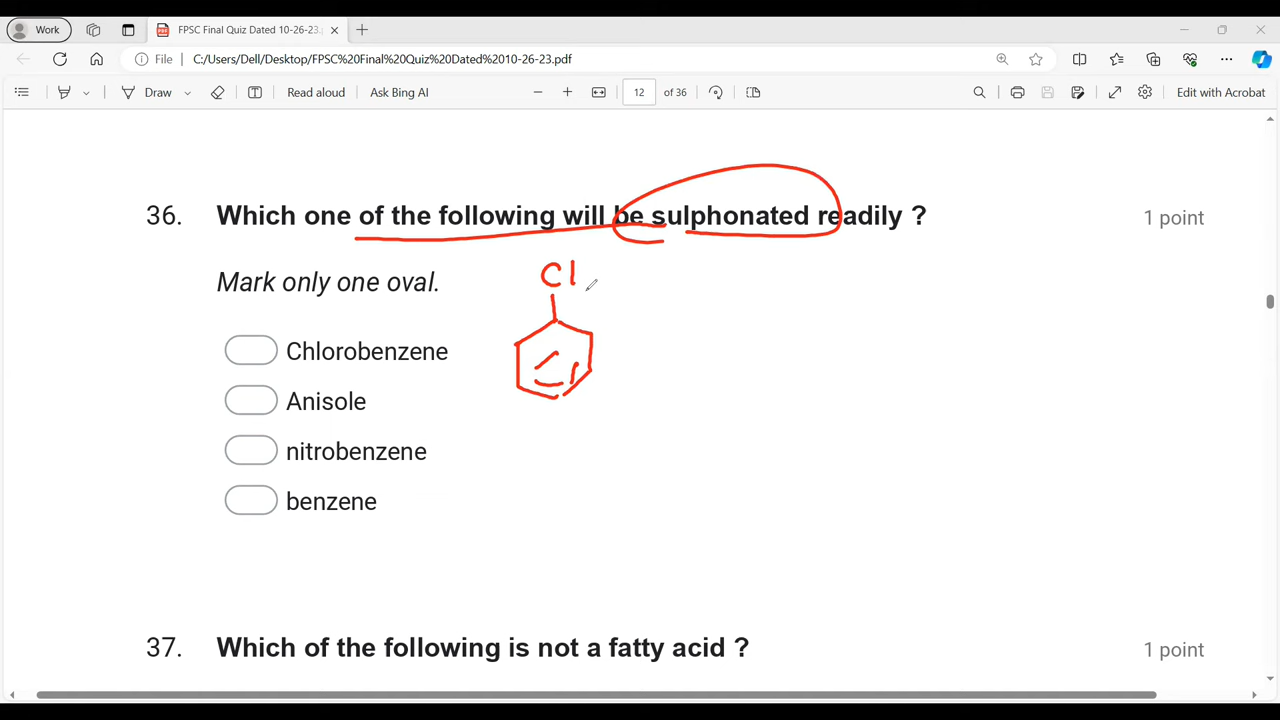 Work
FPSC Final Quiz Dated 10-26-23.
File C:/Users/Dell/Desktop/FPSC%20Final%20Quiz%20Dated%2010-26-23.pdf
Draw Read aloud Ask Bing AI 12 of 36 Edit with Acrobat
36. Which one of the following will be sulphonated readily ? 1 point
Mark only one oval.
Cl
Chlorobenzene
Anisole
nitrobenzene
benzene
37. Which of the following is not a fatty acid ? 1 point